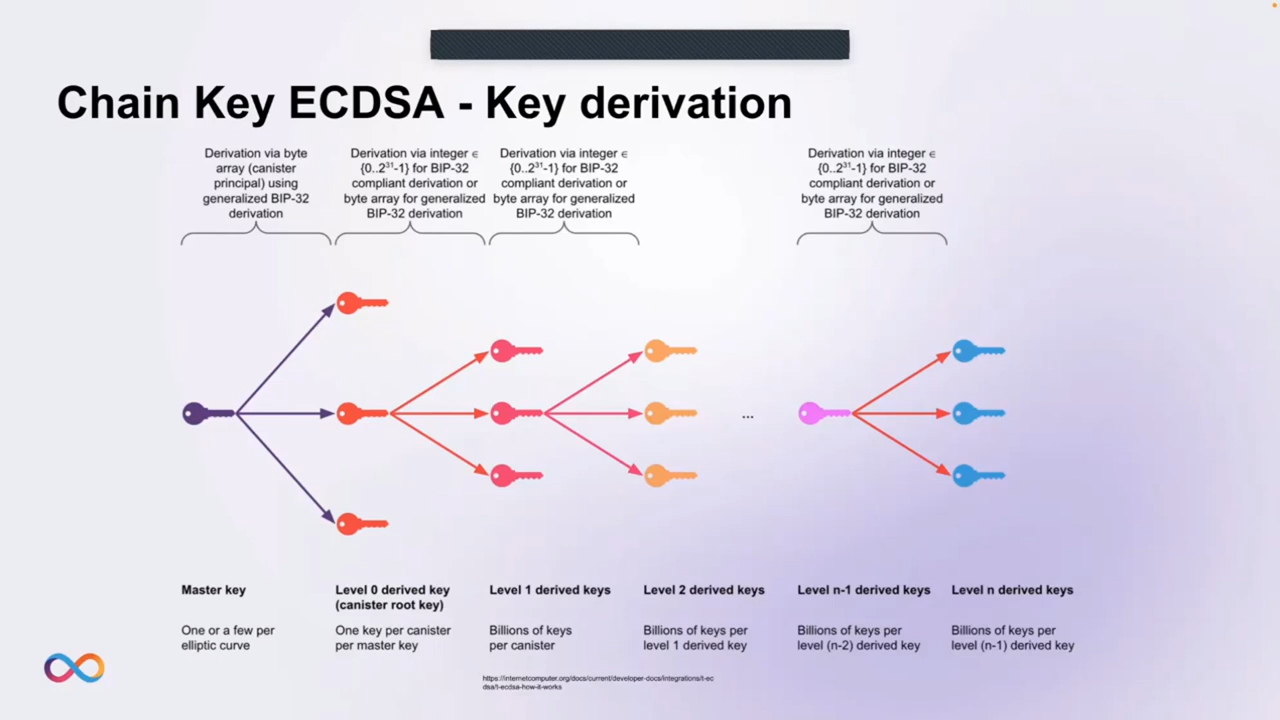 Chain Key ECDSA - Key derivation
Derivation via byte
array (canister
principal) using
generalized BIP-32
derivation
Derivation via integer ∈
{0..2³¹-1} for BIP-32
compliant derivation or
byte array for generalized
BIP-32 derivation
Derivation via integer ∈
{0..2³¹-1} for BIP-32
compliant derivation or
byte array for generalized
BIP-32 derivation
Derivation via integer ∈
{0..2³¹-1} for BIP-32
compliant derivation or
byte array for generalized
BIP-32 derivation
...
Master key
One or a few per
elliptic curve
Level 0 derived key
(canister root key)
One key per canister
per master key
Level 1 derived keys
Billions of keys
per canister
Level 2 derived keys
Billions of keys per
level 1 derived key
Level n-1 derived keys
Billions of keys per
level (n-2) derived key
Level n derived keys
Billions of keys per
level (n-1) derived key
https://internetcomputer.org/docs/current/developer-docs/integrations/t-ec
dsa/t-ecdsa-how-it-works